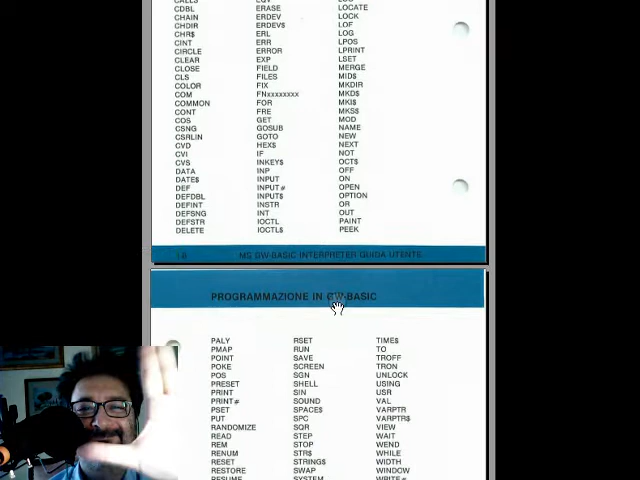 CALLS
CDBL
CHAIN
CHDIR
CHR$
CINT
CIRCLE
CLEAR
CLOSE
CLS
COLOR
COM
COMMON
CONT
COS
CSNG
CSRLIN
CVD
CVI
CVS
DATA
DATE$
DEF
DEFDBL
DEFINT
DEFSNG
DEFSTR
DELETE
EQV
ERASE
ERDEV
ERDEV$
ERL
ERR
ERROR
EXP
FIELD
FILES
FIX
FNxxxxxxxx
FOR
FRE
GET
GOSUB
GOTO
HEX$
IF
INKEY$
INP
INPUT
INPUT#
INPUT$
INSTR
INT
IOCTL
IOCTL$
LOCATE
LOCK
LOF
LOG
LPOS
LPRINT
LSET
MERGE
MID$
MKDIR
MKD$
MKI$
MKS$
MOD
NAME
NEW
NEXT
NOT
OCT$
OFF
ON
OPEN
OPTION
OR
OUT
PAINT
PEEK
MS GW-BASIC INTERPRETER GUIDA UTENTE
PROGRAMMAZIONE IN GW-BASIC
PALY
PMAP
POINT
POKE
POS
PRESET
PRINT
PRINT#
PSET
PUT
RANDOMIZE
READ
REM
RENUM
RESET
RESTORE
RESUME
RSET
RUN
SAVE
SCREEN
SGN
SHELL
SIN
SOUND
SPACE$
SPC
SQR
STEP
STOP
STR$
STRING$
SWAP
SYSTEM
TIME$
TO
TROFF
TRON
UNLOCK
USING
USR
VAL
VARPTR
VARPTR$
VIEW
WAIT
WEND
WHILE
WIDTH
WINDOW
WRITE#